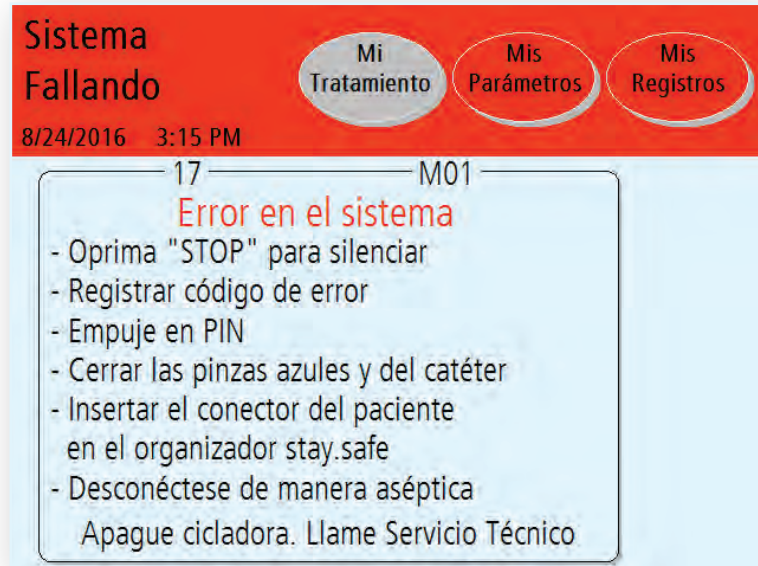 Sistema
Fallando
Mi
Tratamiento
Mis
Parámetros
Mis
Registros
8/24/2016 3:15 PM
17 M01
Error en el sistema
- Oprima "STOP" para silenciar
- Registrar código de error
- Empuje en PIN
- Cerrar las pinzas azules y del catéter
- Insertar el conector del paciente
en el organizador stay.safe
- Desconéctese de manera aséptica
Apague cicladora. Llame Servicio Técnico